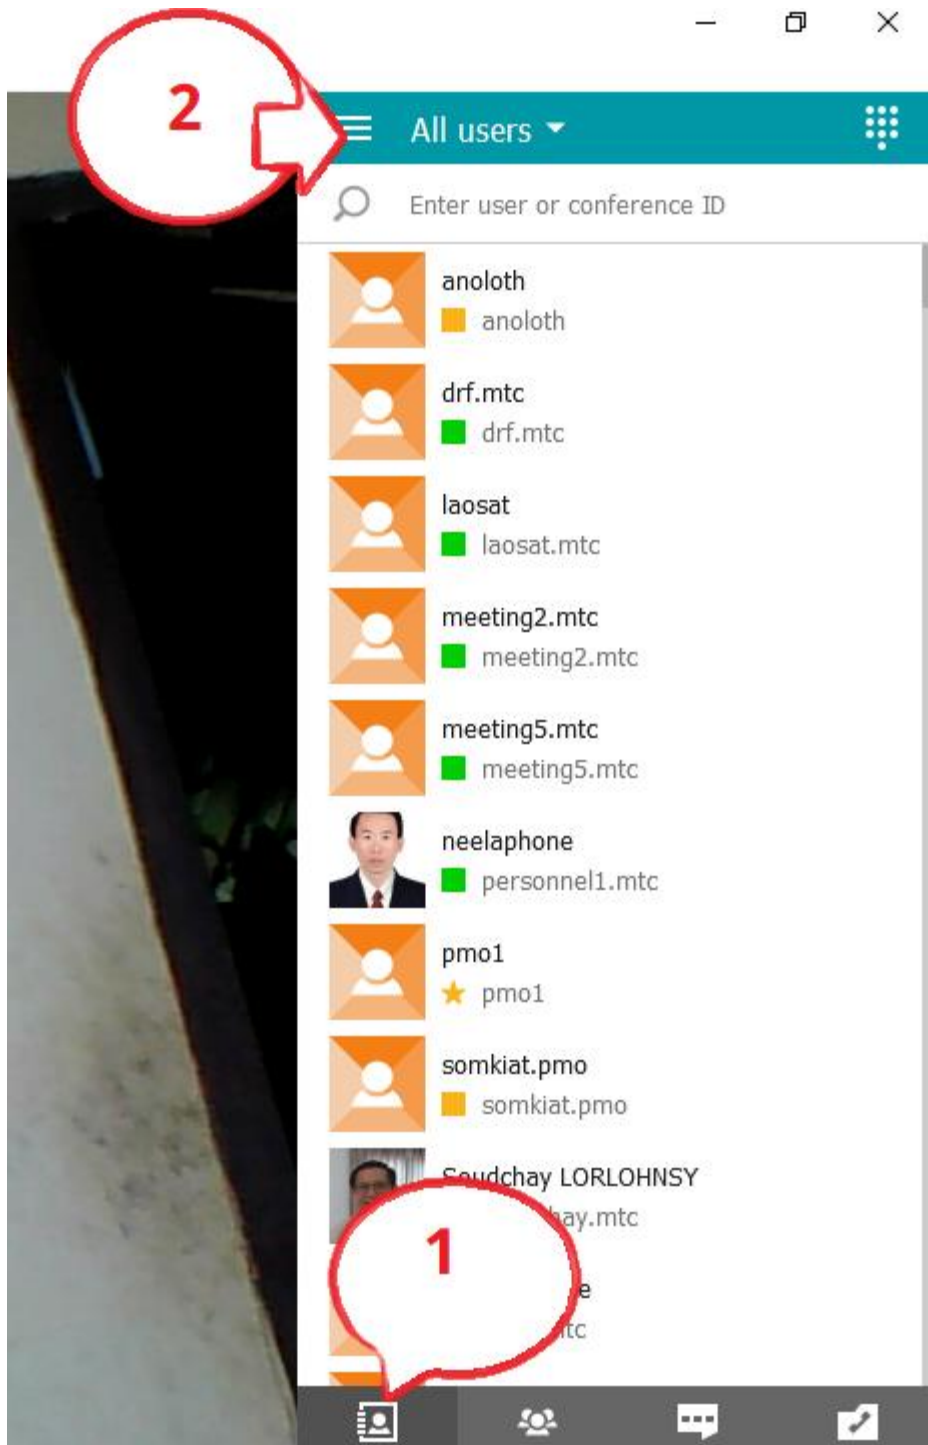 2
All users
Enter user or conference ID
anoloth
anoloth
drf.mtc
drf.mtc
laosat
laosat.mtc
meeting2.mtc
meeting2.mtc
meeting5.mtc
meeting5.mtc
neelaphone
personnel1.mtc
pmo1
pmo1
somkiat.pmo
somkiat.pmo
Soudchay LORLOHNSY
1